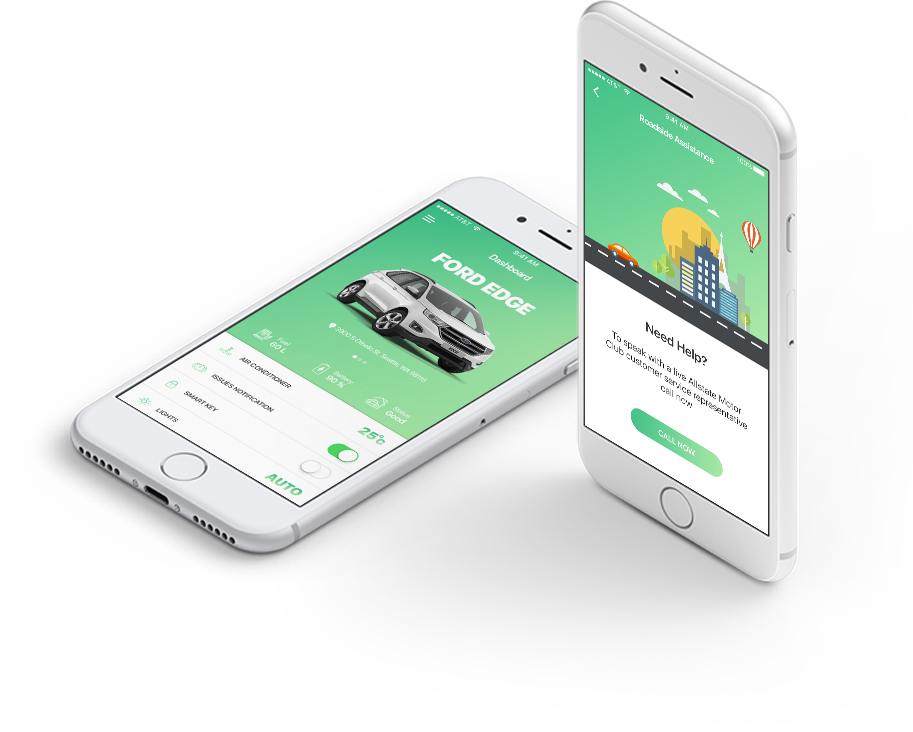 AT&T
9:41 AM
Dashboard
FORD EDGE
Seattle, WA
Fuel
60 L
Battery
90 %
Status
Good
AIR CONDITIONER
25°c
ISSUES NOTIFICATION
SMART KEY
LIGHTS
AUTO
AT&T
9:41 AM
100%
Roadside Assistance
Need Help?
To speak with a live Allstate Motor
Club customer service representative
call now
CALL NOW